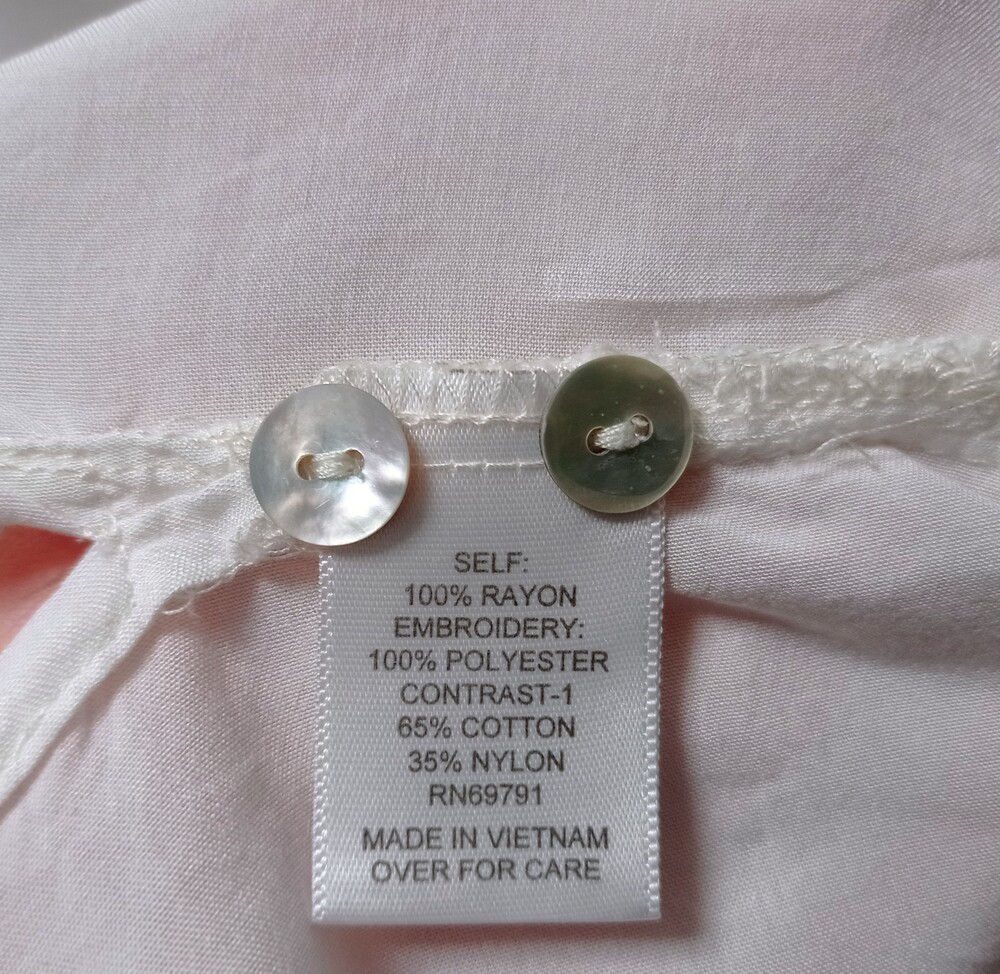 SELF:
100% RAYON
EMBROIDERY:
100% POLYESTER
CONTRAST-1
65% COTTON
35% NYLON
RN69791
MADE IN VIETNAM
OVER FOR CARE